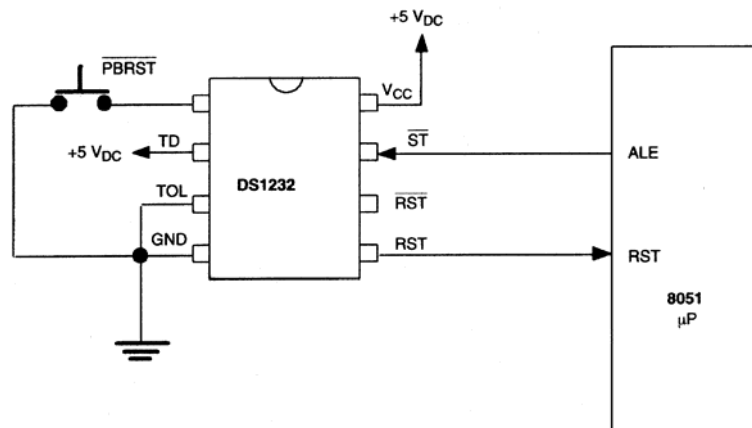 +5 VDC
PBRST
VCC
+5 VDC
TD
ST
ALE
TOL
DS1232
RST
GND
RST
RST
8051
µP